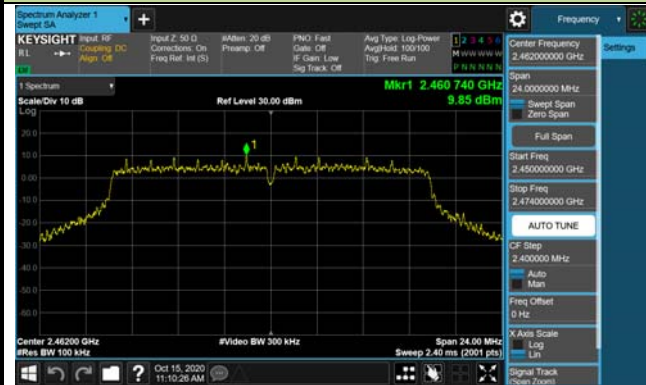 Spectrum Analyzer 1
Swept SA
+
Frequency
KEYSIGHT
Input: RF
Coupling: DC
Align: Off
Input Z: 50 Ω
Corrections: On
Freq Ref: Int (S)
#Atten: 20 dB
Preamp: Off
PNO: Fast
Gate: Off
IF Gain: Low
Sig Track: Off
Avg Type: Log-Power
Avg|Hold: 100/100
Trig: Free Run
1 2 3 4 5 6
M W W W W W
P N N N N N
RL
1 Spectrum
Scale/Div 10 dB
Log
Ref Level 30.00 dBm
Mkr1 2.460 740 GHz
9.85 dBm
20.0
10.0
0.00
-10.0
-20.0
-30.0
-40.0
-50.0
-60.0
1
Center 2.46200 GHz
#Res BW 100 kHz
#Video BW 300 kHz
Span 24.00 MHz
Sweep 2.40 ms (2001 pts)
Oct 15, 2020
11:10:26 AM
Settings
Center Frequency
2.462000000 GHz
Span
24.0000000 MHz
Swept Span
Zero Span
Full Span
Start Freq
2.450000000 GHz
Stop Freq
2.474000000 GHz
AUTO TUNE
CF Step
2.400000 MHz
Auto
Man
Freq Offset
0 Hz
X Axis Scale
Log
Lin
Signal Track
(Span Zoom)